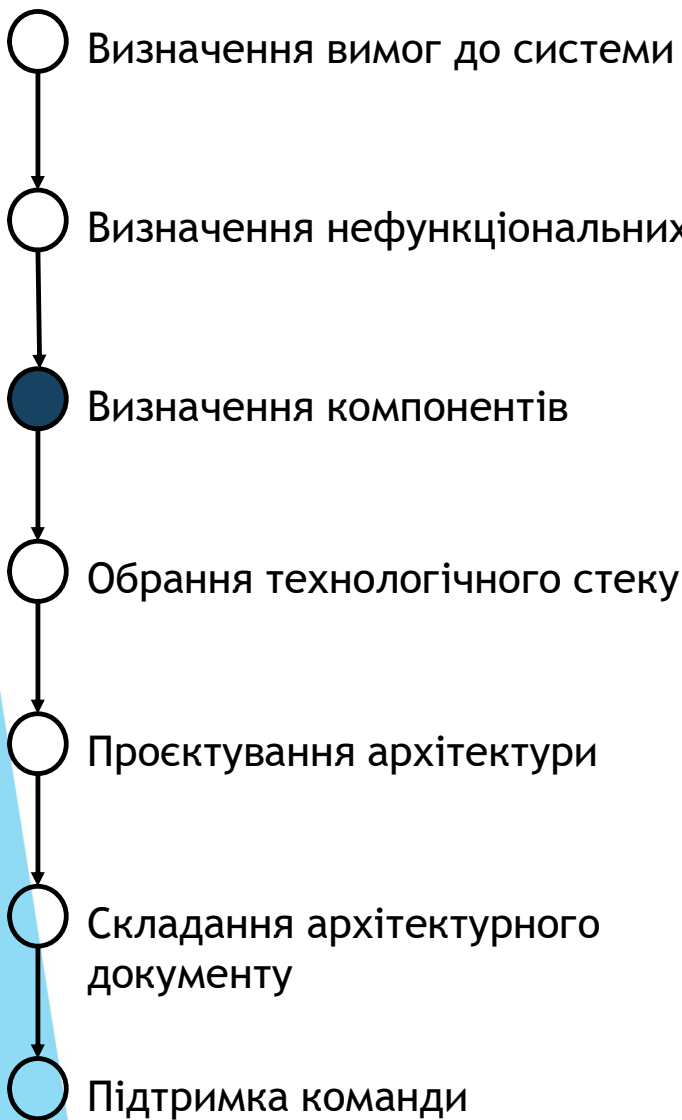 Визначення вимог до системи
Визначення нефункціональних
Визначення компонентів
Обрання технологічного стеку
Проєктування архітектури
Складання архітектурного
документу
Підтримка команди